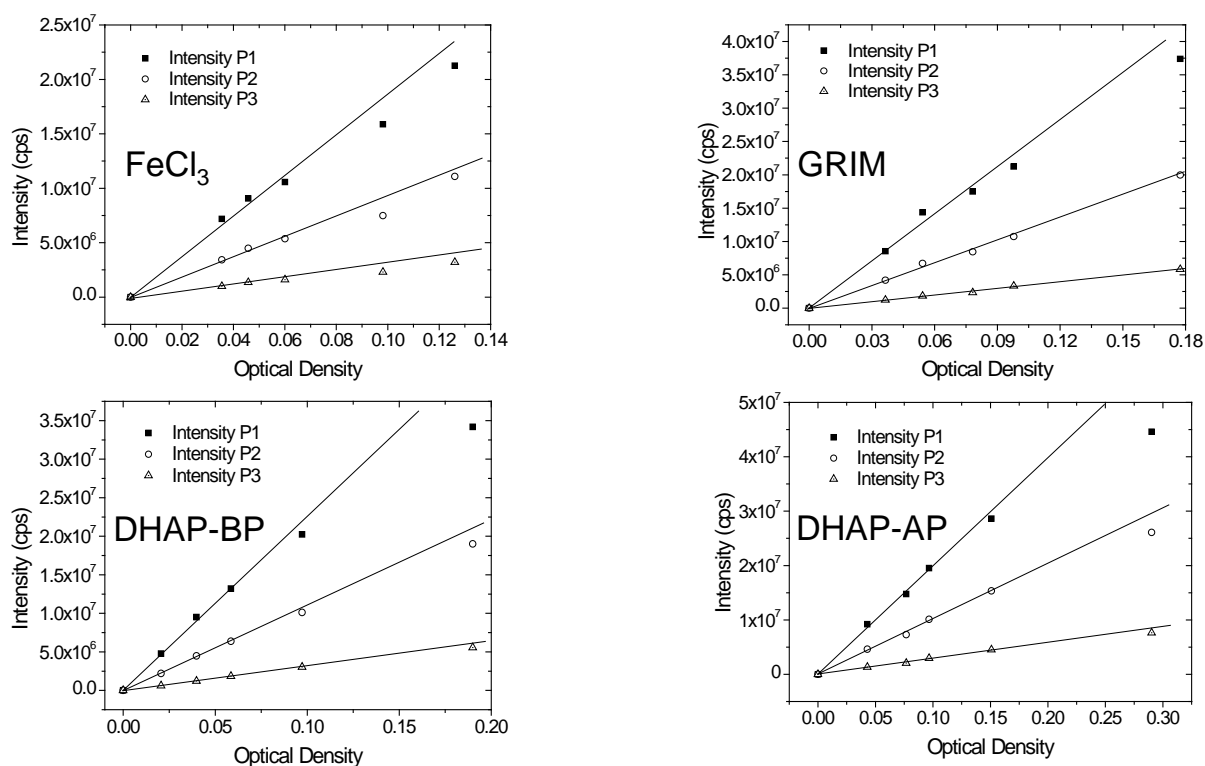 2.5x10⁷
2.0x10⁷
1.5x10⁷
1.0x10⁷
5.0x10⁶
0.0
Intensity (cps)
Intensity P1
Intensity P2
Intensity P3
FeCl₃
0.00 0.02 0.04 0.06 0.08 0.10 0.12 0.14
Optical Density
4.0x10⁷
3.5x10⁷
3.0x10⁷
2.5x10⁷
2.0x10⁷
1.5x10⁷
1.0x10⁷
5.0x10⁶
0.0
Intensity (cps)
Intensity P1
Intensity P2
Intensity P3
GRIM
0.00 0.03 0.06 0.09 0.12 0.15 0.18
Optical Density
3.5x10⁷
3.0x10⁷
2.5x10⁷
2.0x10⁷
1.5x10⁷
1.0x10⁷
5.0x10⁶
0.0
Intensity (cps)
Intensity P1
Intensity P2
Intensity P3
DHAP-BP
0.00 0.05 0.10 0.15 0.20
Optical Density
5x10⁷
4x10⁷
3x10⁷
2x10⁷
1x10⁷
0
Intensity (cps)
Intensity P1
Intensity P2
Intensity P3
DHAP-AP
0.00 0.05 0.10 0.15 0.20 0.25 0.30
Optical Density